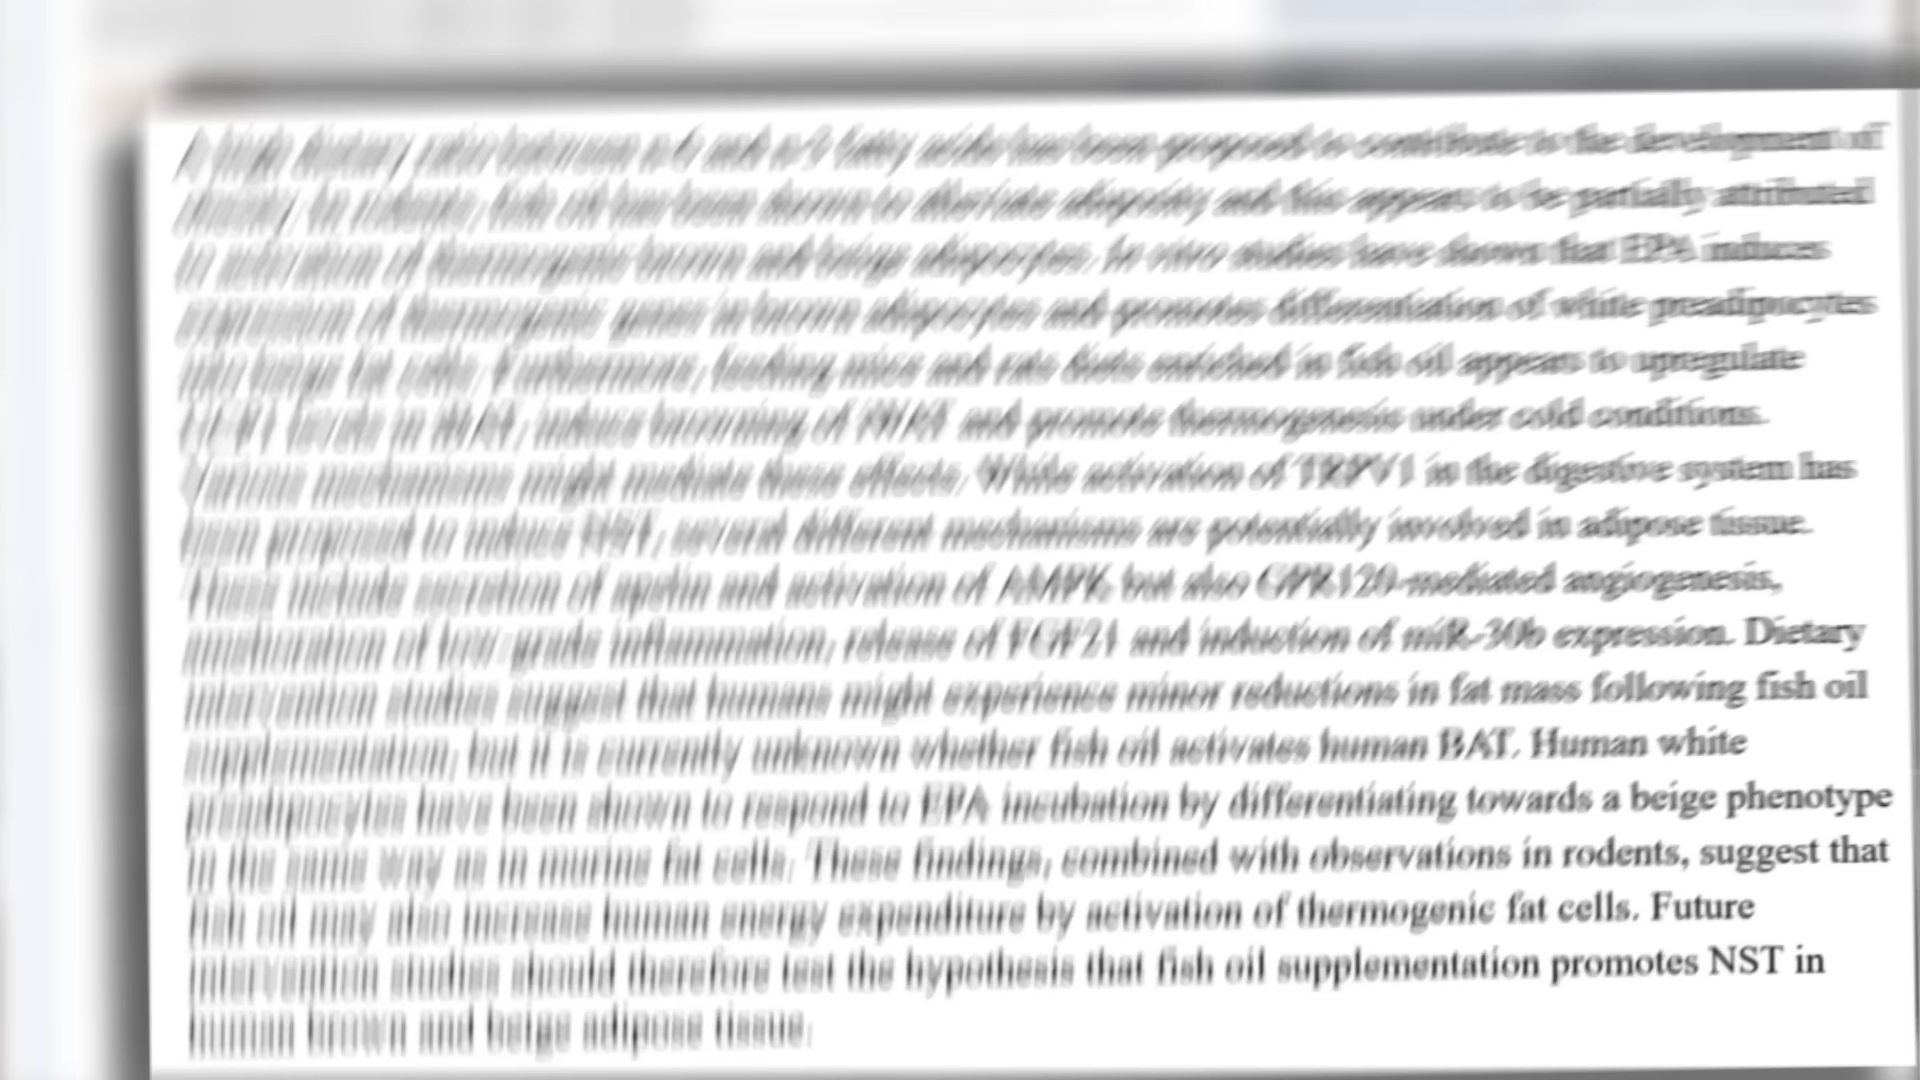 A high dietary ratio between n-6 and n-3 fatty acids has been proposed to contribute to the development of
obesity. In rodents, fish oil has been shown to alleviate adiposity and this appears to be partially attributed
to activation of thermogenic brown and beige adipocytes. In vitro studies have shown that EPA induces
expression of thermogenic genes in brown adipocytes and promotes differentiation of white preadipocytes
into beige fat cells. Furthermore, feeding mice and rats diets enriched in fish oil appears to upregulate
UCP1 levels in BAT, induce browning of WAT and promote thermogenesis under cold conditions.
Various mechanisms might mediate these effects. While activation of TRPV1 in the digestive system has
been proposed to induce NST, several different mechanisms are potentially involved in adipose tissue.
These include secretion of apelin and activation of AMPK, but also GPR120-mediated angiogenesis,
amelioration of low-grade inflammation, release of FGF21 and induction of miR-30b expression. Dietary
intervention studies suggest that humans might experience minor reductions in fat mass following fish oil
supplementation, but it is currently unknown whether fish oil activates human BAT. Human white
preadipocytes have been shown to respond to EPA incubation by differentiating towards a beige phenotype
in the same way as in murine fat cells. These findings, combined with observations in rodents, suggest that
fish oil may also increase human energy expenditure by activation of thermogenic fat cells. Future
intervention studies should therefore test the hypothesis that fish oil supplementation promotes NST in
human brown and beige adipose tissue.